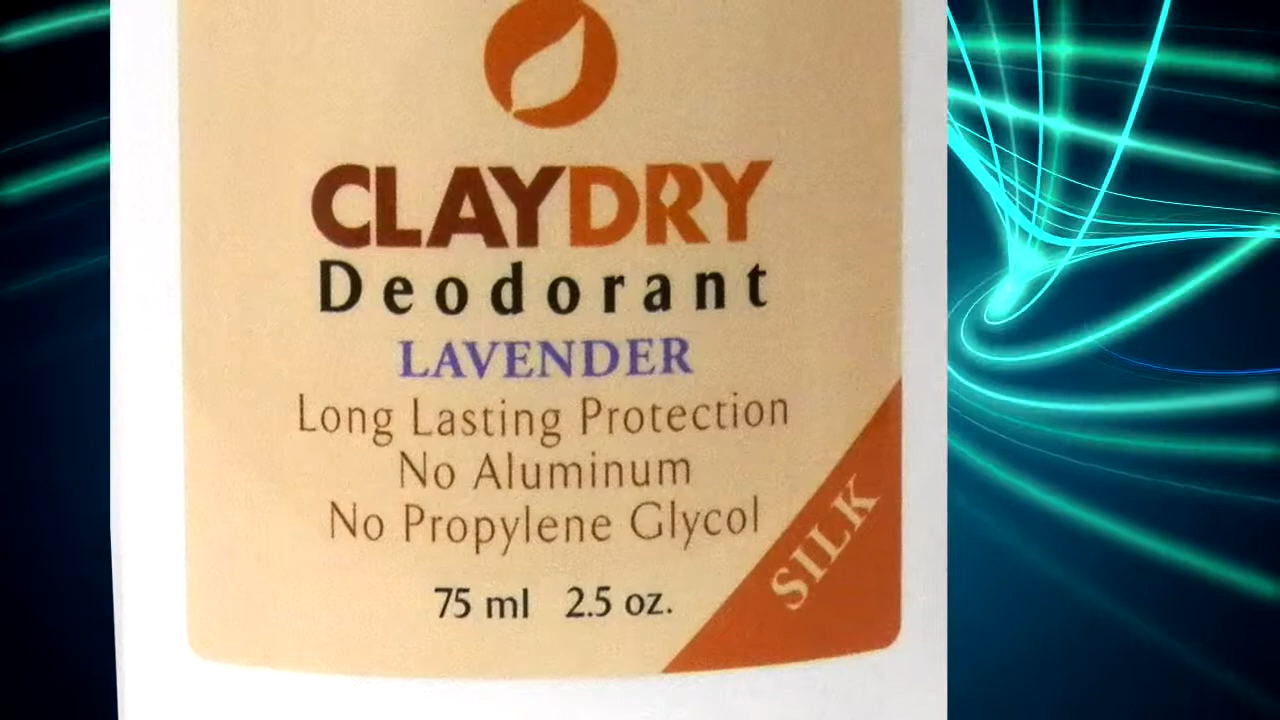 CLAYDRY
Deodorant
LAVENDER
Long Lasting Protection
No Aluminum
No Propylene Glycol
SILK
75 ml 2.5 oz.